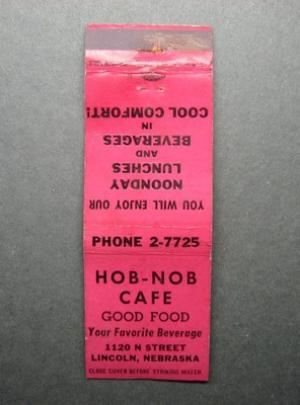 HOB-NOB
CAFE
GOOD FOOD
Your Favorite Beverage
1120 N STREET
LINCOLN, NEBRASKA
CLOSE COVER BEFORE STRIKING MATCH
PHONE 2-7725
YOU WILL ENJOY OUR
NOONDAY
LUNCHES
AND
BEVERAGES
IN
COOL COMFORT!